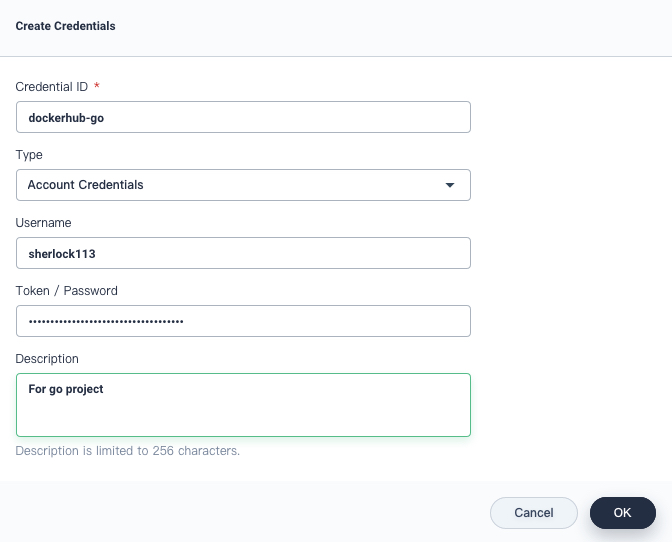 Create Credentials
Credential ID *
dockerhub-go
Type
Account Credentials
Username
sherlock113
Token / Password
••••••••••••••••••••••••••••••••••••
Description
For go project
Description is limited to 256 characters.
Cancel OK